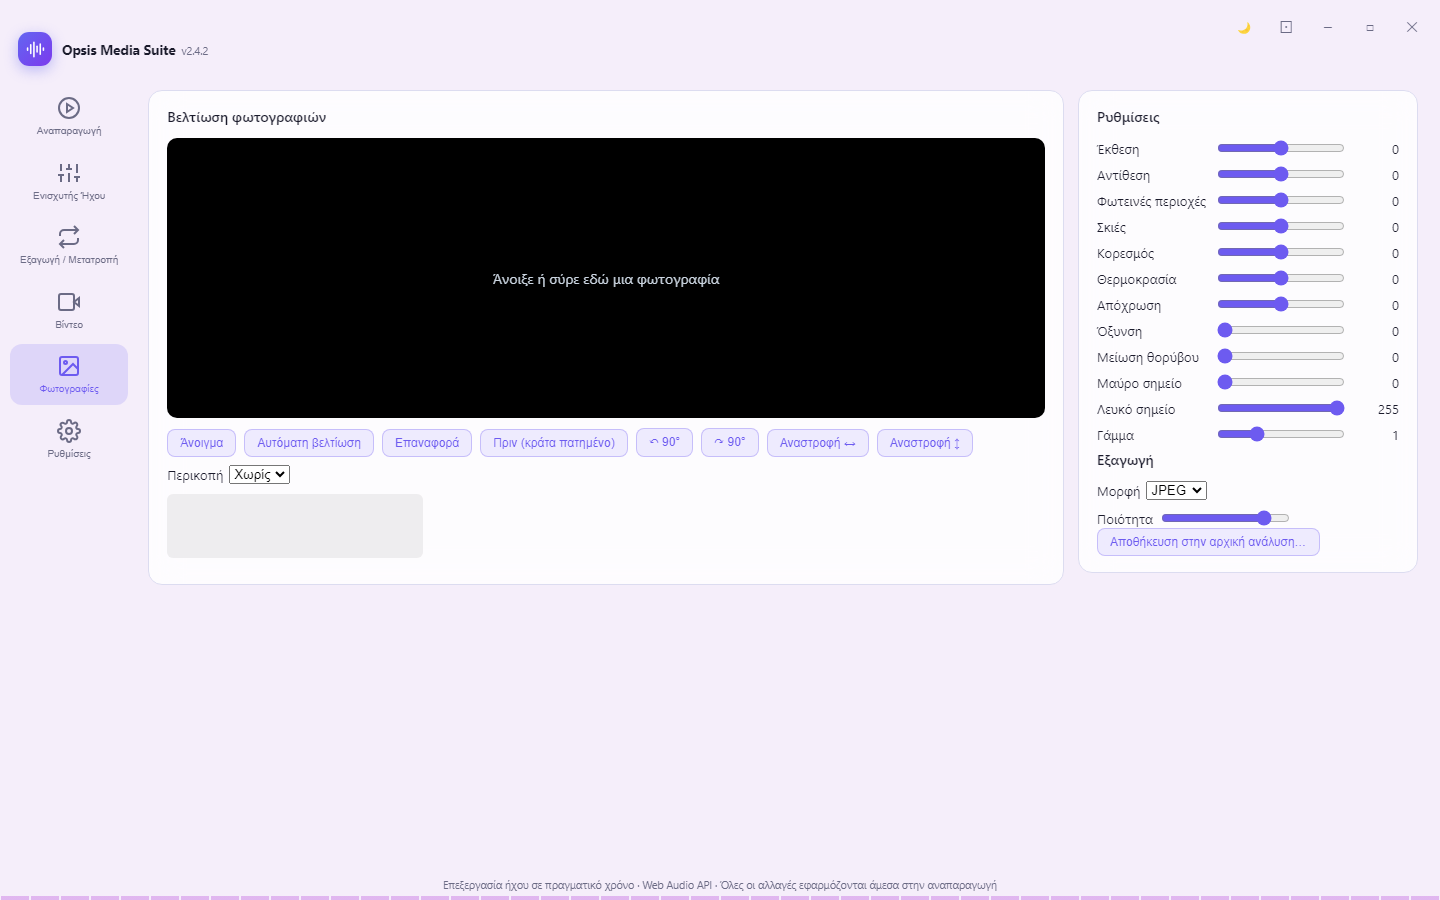 Opsis Media Suite v2.4.2
Αναπαραγωγή
Ενισχυτής Ήχου
Εξαγωγή / Μετατροπή
Βίντεο
Φωτογραφίες
Ρυθμίσεις
Βελτίωση φωτογραφιών
Άνοιξε ή σύρε εδώ μια φωτογραφία
Άνοιγμα
Αυτόματη βελτίωση
Επαναφορά
Πριν (κράτα πατημένο)
↶ 90°
↷ 90°
Αναστροφή ↔
Αναστροφή ↕
Περικοπή Χωρίς
Ρυθμίσεις
Έκθεση 0
Αντίθεση 0
Φωτεινές περιοχές 0
Σκιές 0
Κορεσμός 0
Θερμοκρασία 0
Απόχρωση 0
Όξυνση 0
Μείωση θορύβου 0
Μαύρο σημείο 0
Λευκό σημείο 255
Γάμμα 1
Εξαγωγή
Μορφή JPEG
Ποιότητα
Αποθήκευση στην αρχική ανάλυση…
Επεξεργασία ήχου σε πραγματικό χρόνο · Web Audio API · Όλες οι αλλαγές εφαρμόζονται άμεσα στην αναπαραγωγή